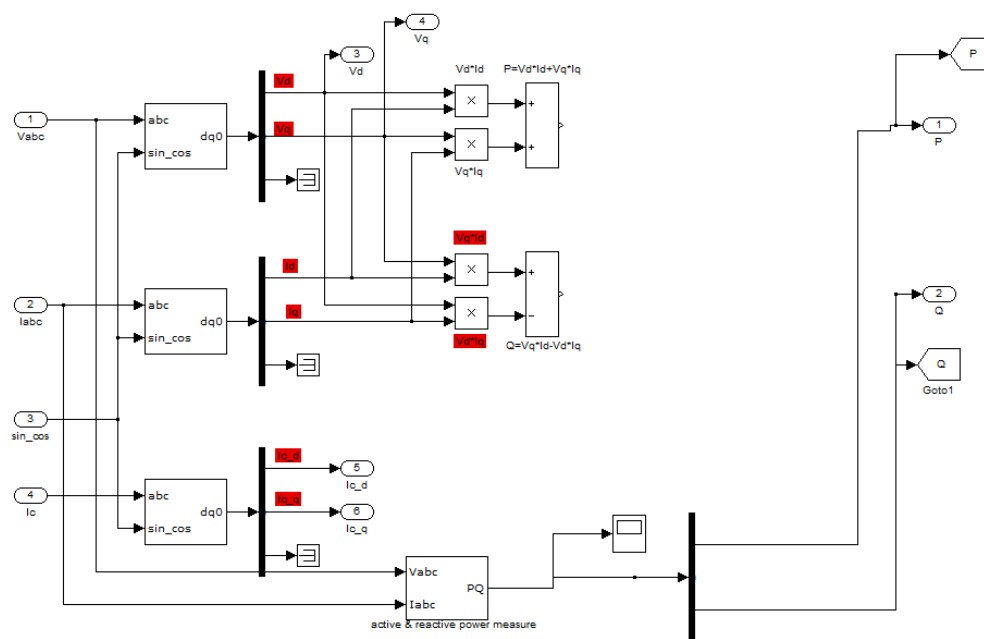 4
Vq
3
Vd
Vd*Id
P=Vd*Id+Vq*Iq
P
Vd
1
Vabc
abc
sin_cos
dq0
Vq
×
×
+
+
1
P
Vq*Iq
Vq*Id
2
Iabc
abc
sin_cos
dq0
Id
Iq
×
×
+
−
2
Q
Vd*Iq
Q=Vq*Id-Vd*Iq
Q
Goto1
3
sin_cos
4
Ic
abc
sin_cos
dq0
Ic_d
5
Ic_d
Ic_q
6
Ic_q
Vabc
Iabc
PQ
active & reactive power measure